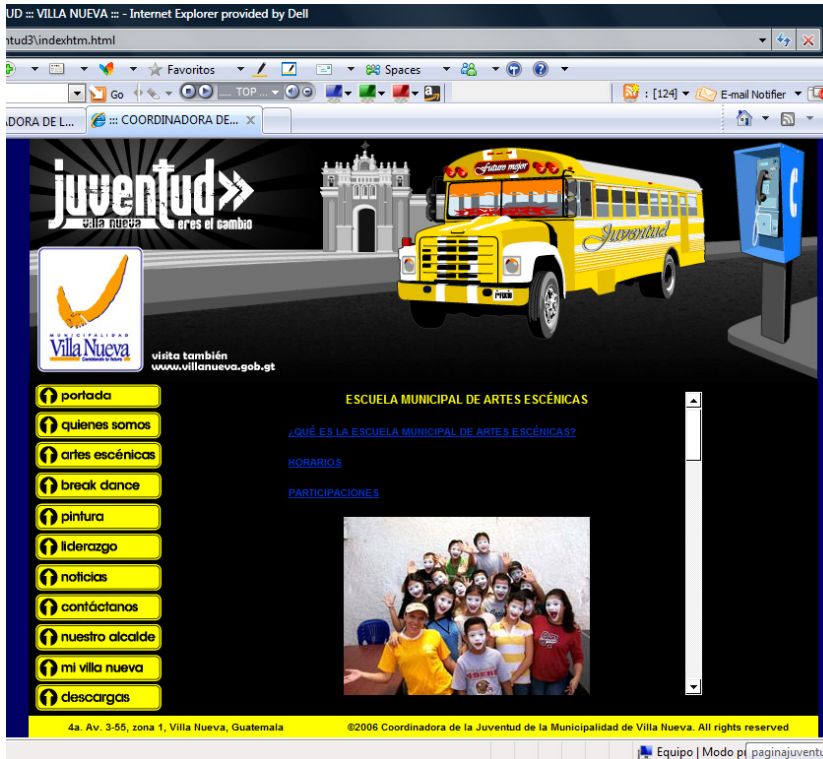 UD ::: VILLA NUEVA ::: - Internet Explorer provided by Dell
ntud3\indexhtm.html
Favoritos Spaces
Go TOP ... : [124] E-mail Notifier
ADORA DE L... ::: COORDINADORA DE...
juventud
villa nueva eres el cambio
Futuro mejor
Juventud
MUNICIPALIDAD
Villa Nueva
visita también
www.villanueva.gob.gt
portada
quienes somos
artes escénicas
break dance
pintura
liderazgo
noticias
contáctanos
nuestro alcalde
mi villa nueva
descargas
ESCUELA MUNICIPAL DE ARTES ESCÉNICAS
¿QUÉ ES LA ESCUELA MUNICIPAL DE ARTES ESCÉNICAS?
HORARIOS
PARTICIPACIONES
4a. Av. 3-55, zona 1, Villa Nueva, Guatemala ©2006 Coordinadora de la Juventud de la Municipalidad de Villa Nueva. All rights reserved
Equipo | Modo pr paginajuventu